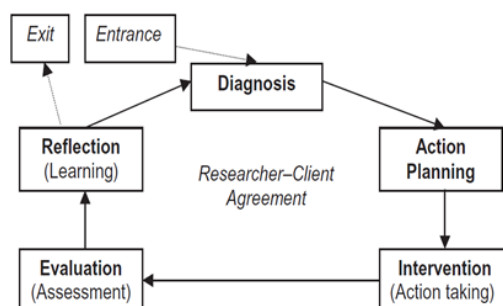 Exit
Entrance
Diagnosis
Reflection
(Learning)
Action
Planning
Researcher–Client
Agreement
Evaluation
(Assessment)
Intervention
(Action taking)